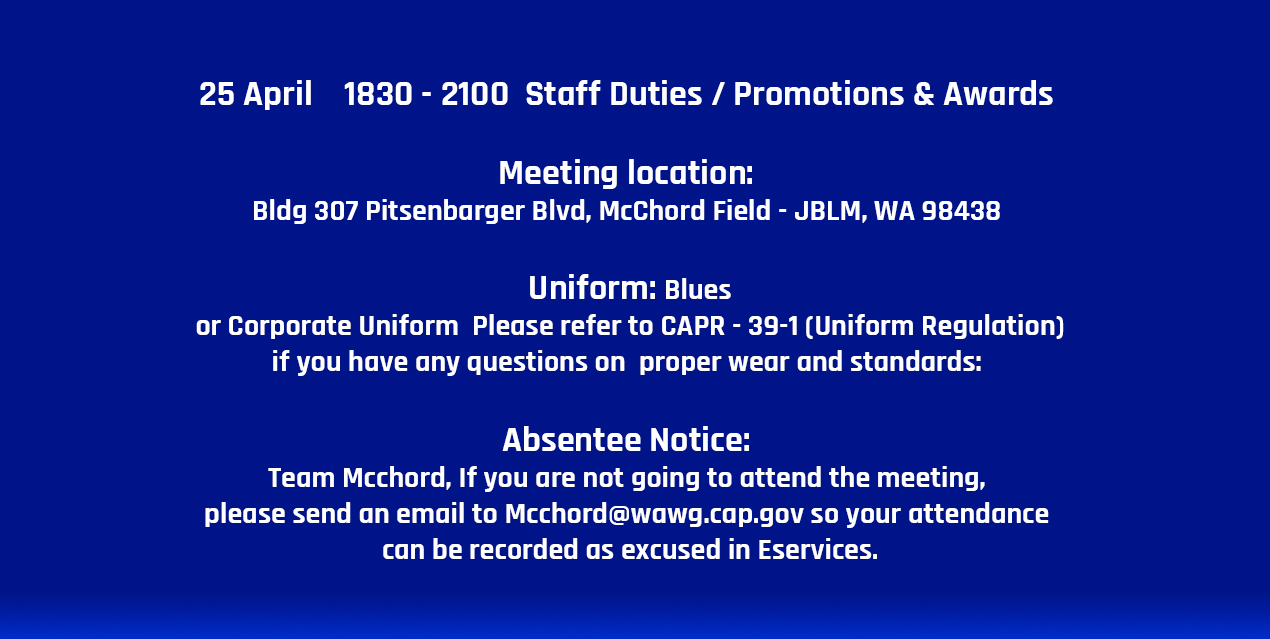 25 April    1830 - 2100  Staff Duties / Promotions & Awards
Meeting location:
Bldg 307 Pitsenbarger Blvd, McChord Field - JBLM, WA 98438
Uniform: Blues
or Corporate Uniform  Please refer to CAPR - 39-1 (Uniform Regulation)
if you have any questions on  proper wear and standards:
Absentee Notice:
Team Mcchord, If you are not going to attend the meeting,
please send an email to Mcchord@wawg.cap.gov so your attendance
can be recorded as excused in Eservices.